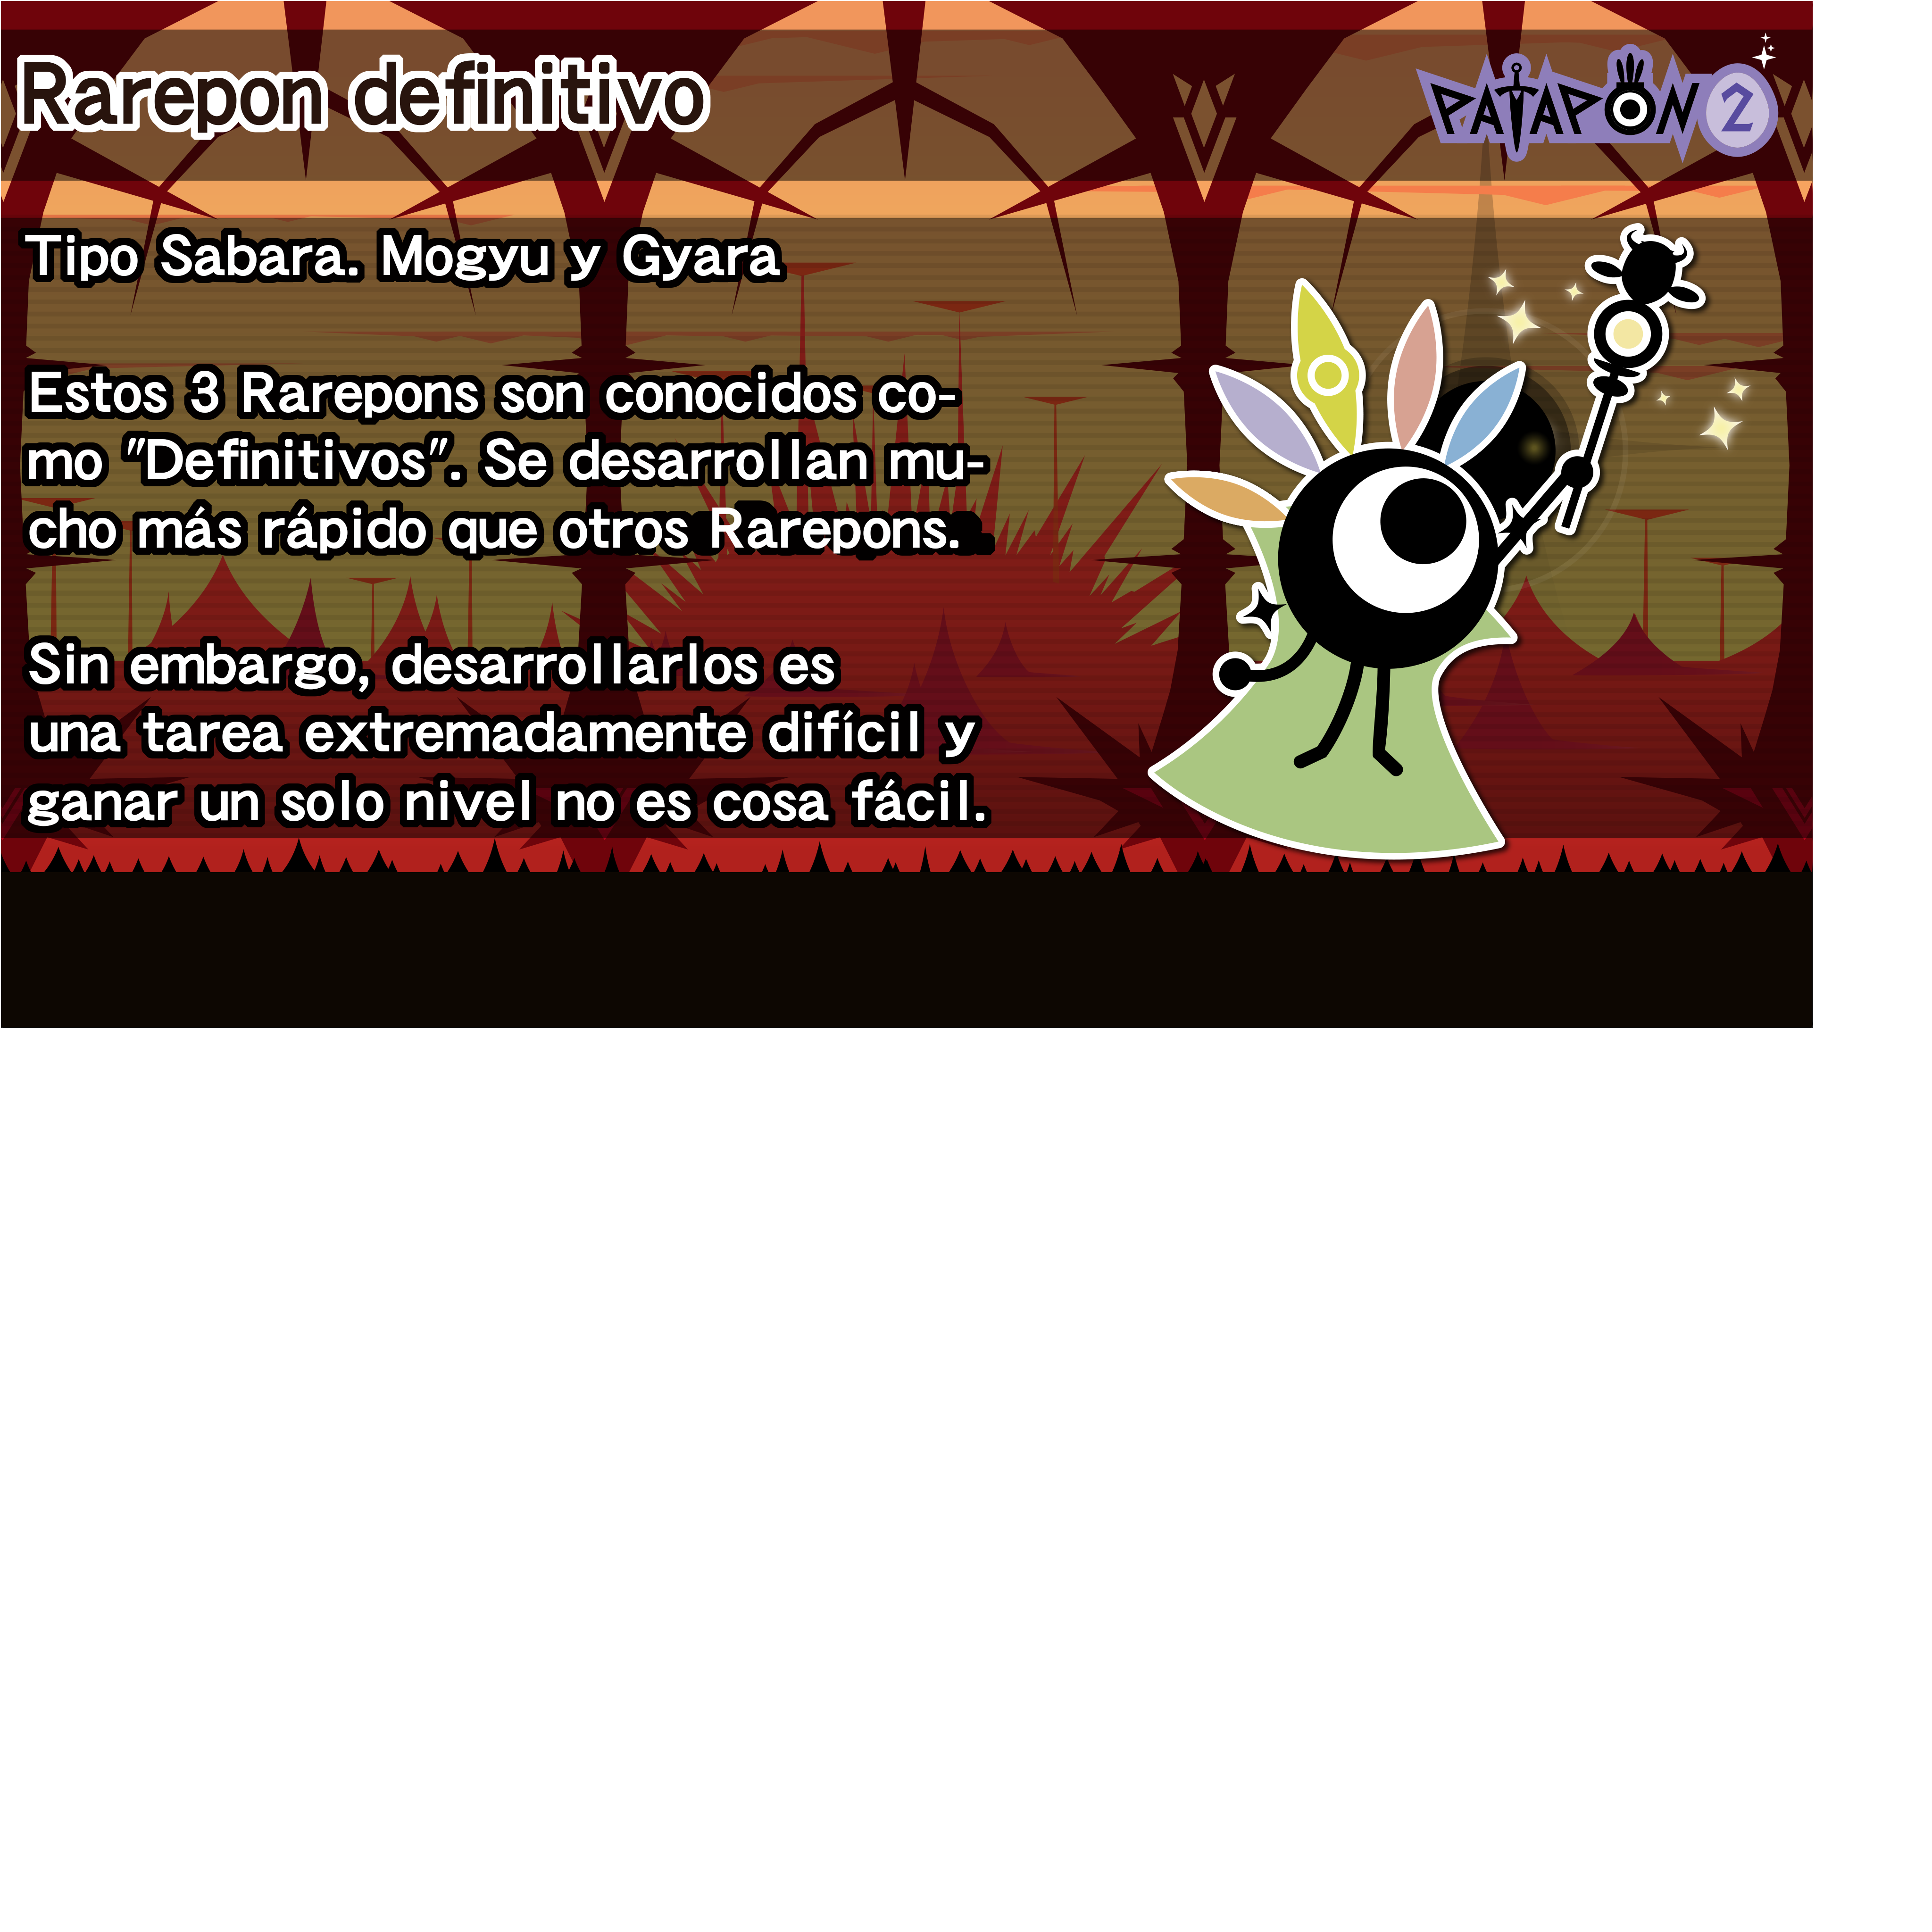 Rarepon definitivo
PATAPON 2
Tipo Sabara. Mogyu y Gyara
Estos 3 Rarepons son conocidos co-
mo "Definitivos". Se desarrollan mu-
cho más rápido que otros Rarepons.
Sin embargo, desarrollarlos es
una tarea extremadamente difícil y
ganar un solo nivel no es cosa fácil.